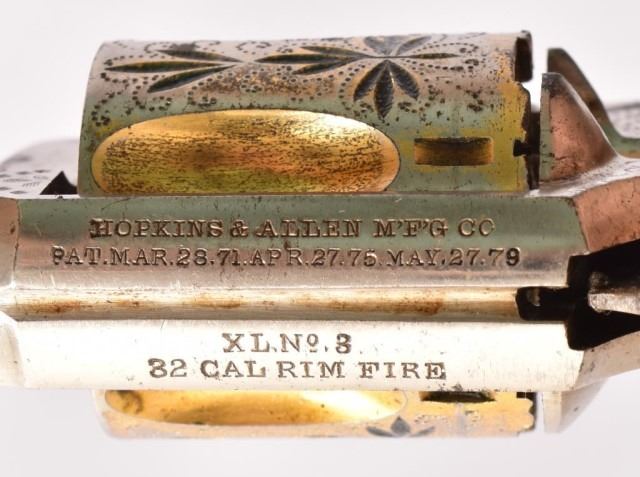 HOPKINS & ALLEN M'F'G CO
PAT.MAR.28.71.APR.27.75.MAY.27.79
XL.No.3
32 CAL RIM FIRE